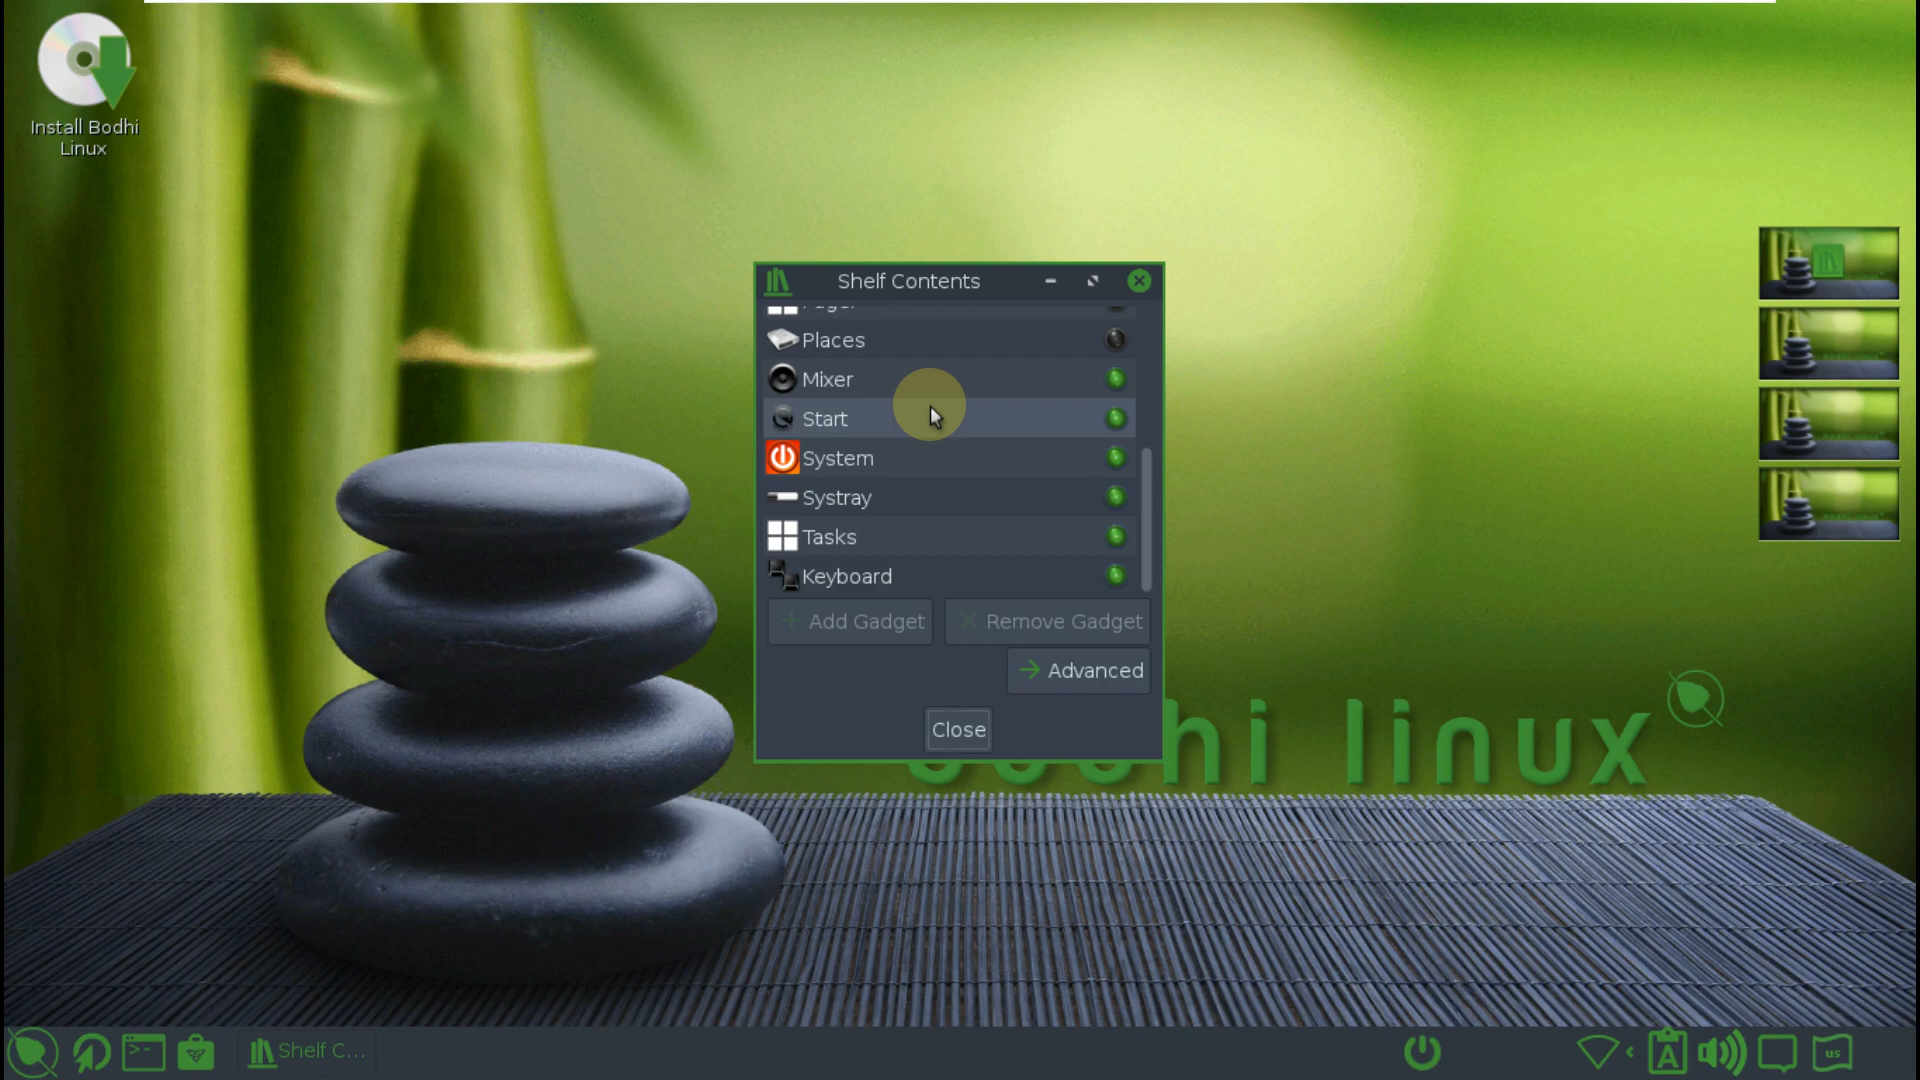 Install Bodhi
Linux
Shelf Contents
Places
Mixer
Start
System
Systray
Tasks
Keyboard
Add Gadget
Remove Gadget
Advanced
Close
hi linux
>-
Shelf C...
A
us